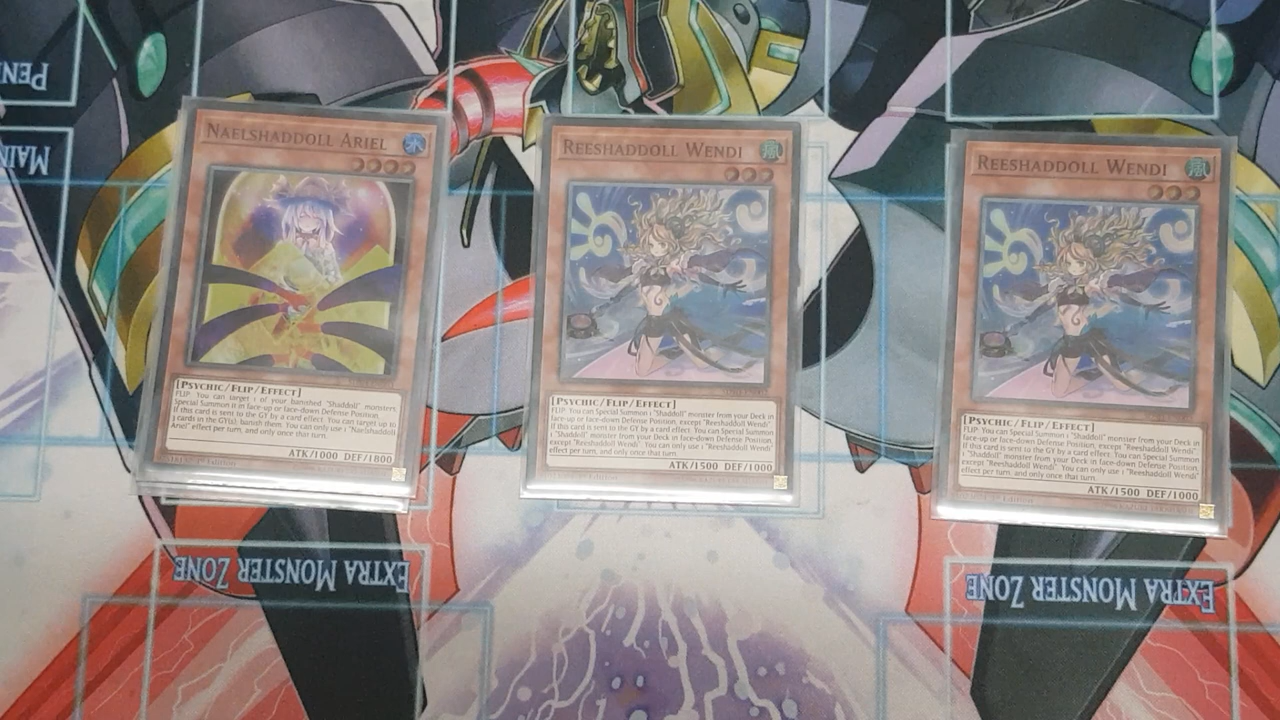 PEN
MAIN
NAELSHADDOLL ARIEL
水
[PSYCHIC/FLIP/EFFECT]
FLIP: You can target 1 of your banished "Shaddoll" monsters;
Special Summon it in face-up or face-down Defense Position.
If this card is sent to the GY by a card effect: You can target up to
3 cards in the GY(s); banish them. You can only use 1 "Naelshaddoll
Ariel" effect per turn, and only once that turn.
ATK/1000 DEF/1800
1st Edition
REESHADDOLL WENDI
風
[PSYCHIC/FLIP/EFFECT]
FLIP: You can Special Summon 1 "Shaddoll" monster from your Deck in
face-up or face-down Defense Position, except "Reeshaddoll Wendi".
If this card is sent to the GY by a card effect: You can Special Summon
1 "Shaddoll" monster from your Deck in face-down Defense Position,
except "Reeshaddoll Wendi". You can only use 1 "Reeshaddoll Wendi" effect
per turn, and only once that turn.
ATK/1500 DEF/1000
1st Edition
REESHADDOLL WENDI
風
[PSYCHIC/FLIP/EFFECT]
FLIP: You can Special Summon 1 "Shaddoll" monster from your Deck in
face-up or face-down Defense Position, except "Reeshaddoll Wendi".
If this card is sent to the GY by a card effect: You can Special Summon
1 "Shaddoll" monster from your Deck in face-down Defense Position,
except "Reeshaddoll Wendi". You can only use 1 "Reeshaddoll Wendi"
effect per turn, and only once that turn.
ATK/1500 DEF/1000
1st Edition
EXTRA MONSTER ZONE
EXTRA MONSTER ZONE